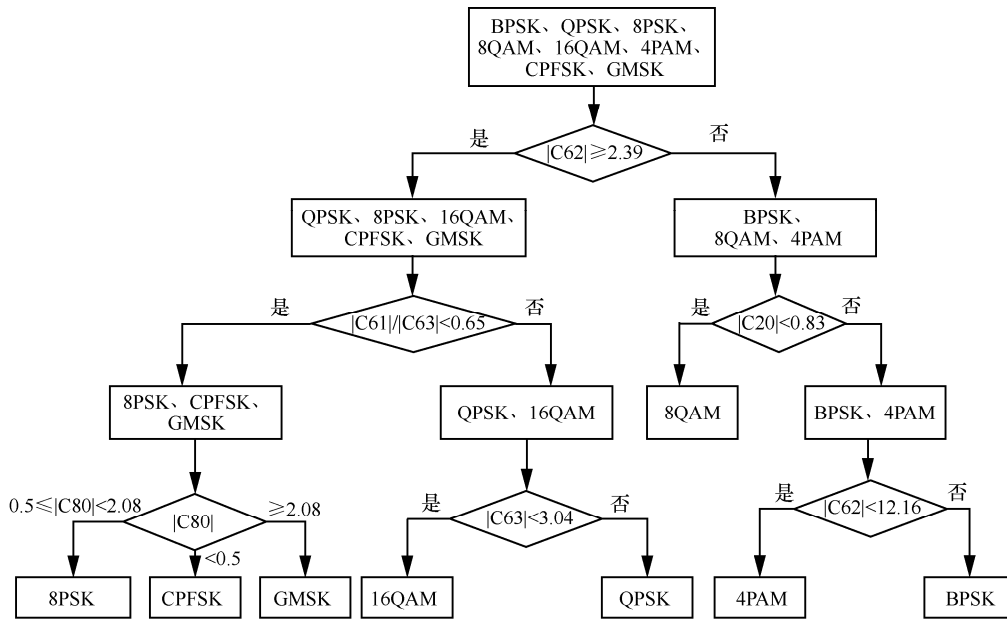 BPSK、QPSK、8PSK、
8QAM、16QAM、4PAM、
CPFSK、GMSK
是
|C62|≥2.39
否
QPSK、8PSK、16QAM、
CPFSK、GMSK
BPSK、
8QAM、4PAM
是
|C61|/|C63|<0.65
否
是
|C20|<0.83
否
8PSK、CPFSK、
GMSK
QPSK、16QAM
8QAM
BPSK、4PAM
0.5≤|C80|<2.08
|C80|
≥2.08
<0.5
是
|C63|<3.04
否
是
|C62|<12.16
否
8PSK
CPFSK
GMSK
16QAM
QPSK
4PAM
BPSK